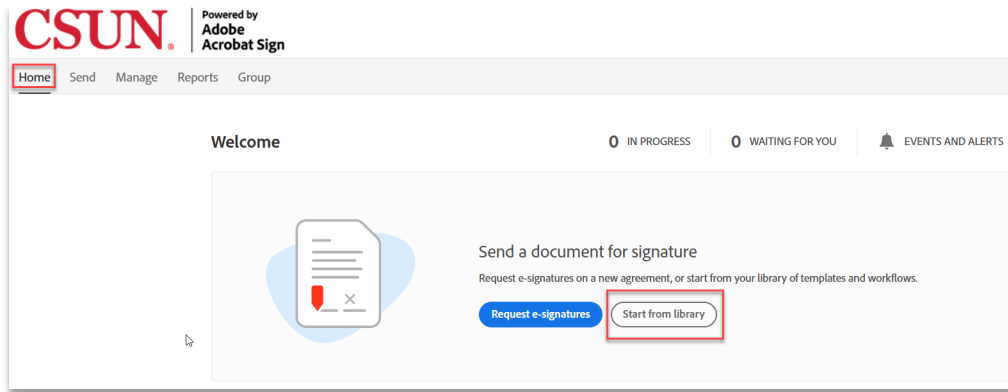 CSUN®
Powered by
Adobe
Acrobat Sign
Home Send Manage Reports Group
Welcome 0 IN PROGRESS 0 WAITING FOR YOU EVENTS AND ALERTS
Send a document for signature
Request e-signatures on a new agreement, or start from your library of templates and workflows.
Request e-signatures Start from library